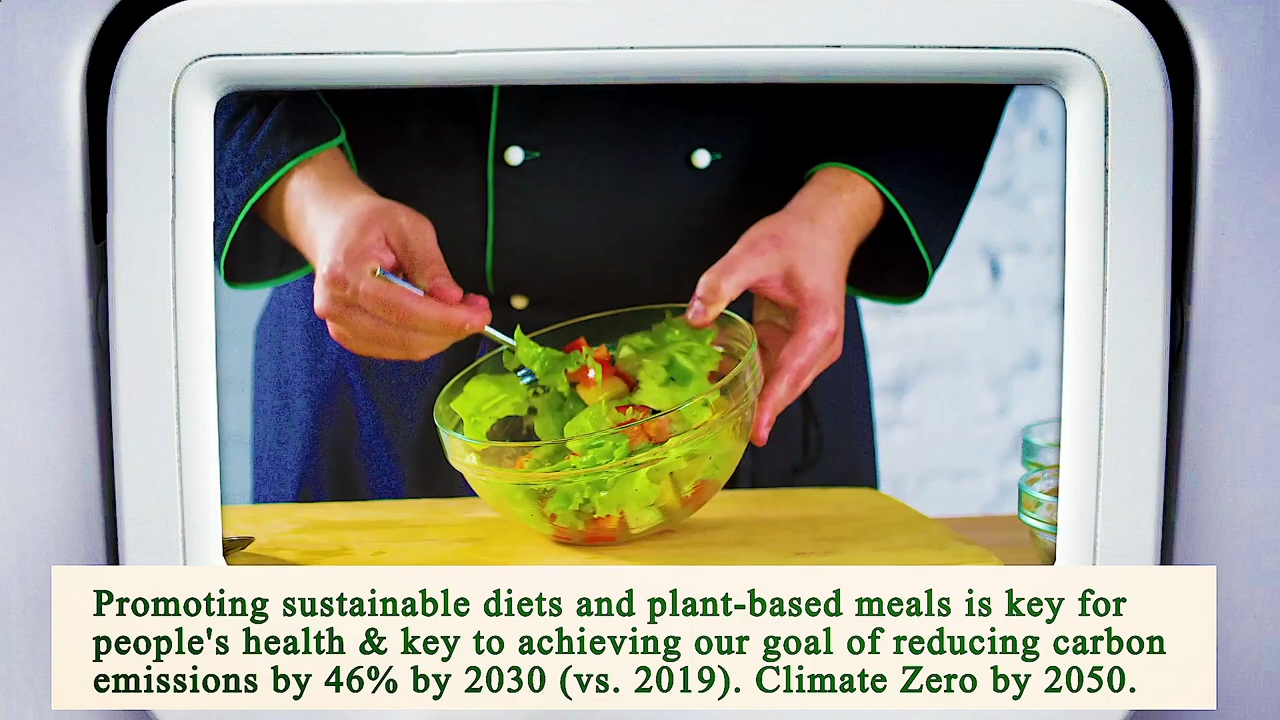 Promoting sustainable diets and plant-based meals is key for
people's health & key to achieving our goal of reducing carbon
emissions by 46% by 2030 (vs. 2019). Climate Zero by 2050.